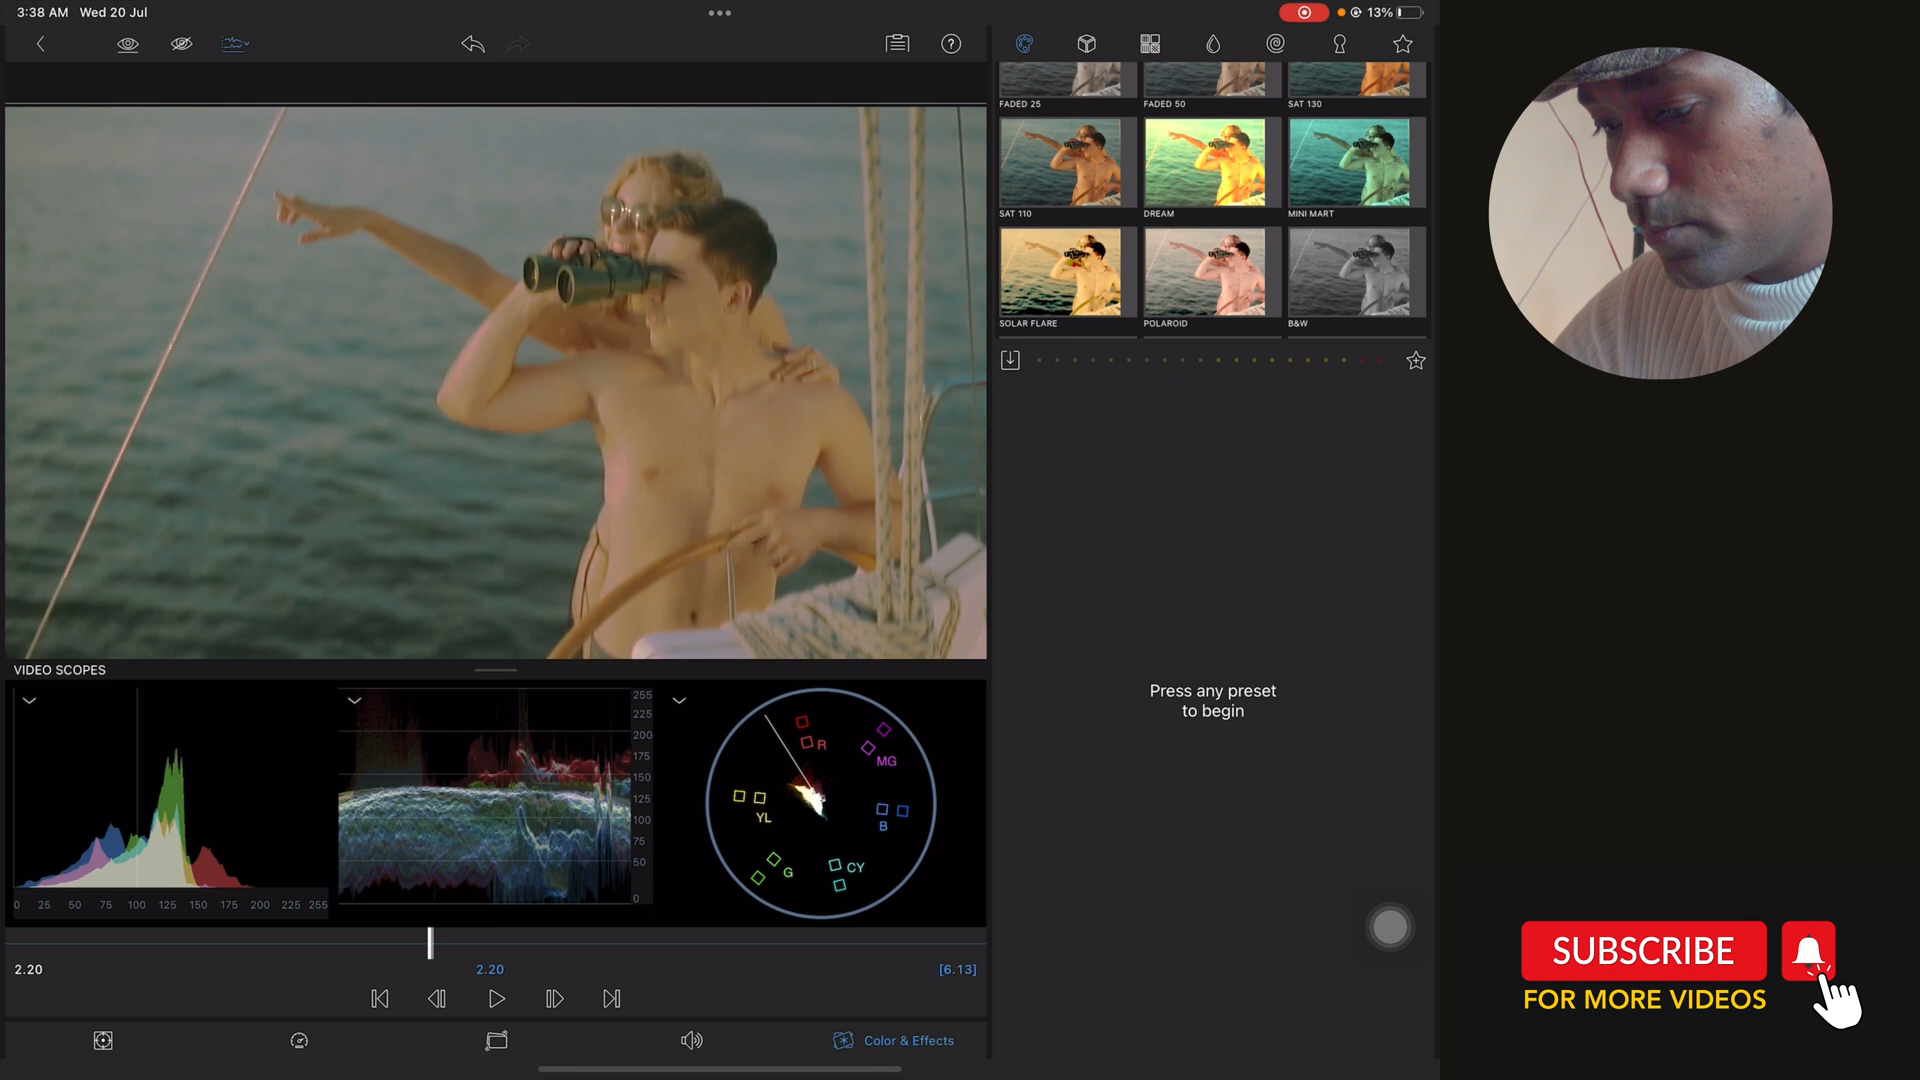 3:38 AM Wed 20 Jul
13%
FADED 25
FADED 50
SAT 130
SAT 110
DREAM
MINI MART
SOLAR FLARE
POLAROID
B&W
Press any preset
to begin
VIDEO SCOPES
255
225
200
175
150
125
100
75
50
0
0 25 50 75 100 125 150 175 200 225 255
R
MG
YL
B
G
CY
2.20
2.20
[6.13]
Color & Effects
SUBSCRIBE
FOR MORE VIDEOS